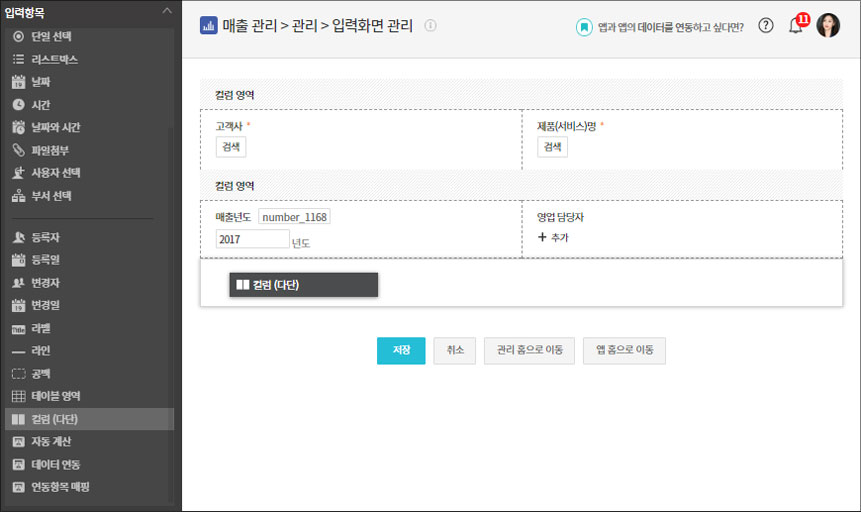 입력항목
단일 선택
리스트박스
날짜
시간
날짜와 시간
파일첨부
사용자 선택
부서 선택
등록자
등록일
변경자
변경일
라벨
라인
공백
테이블 영역
컬럼 (다단)
자동 계산
데이터 연동
연동항목 매핑
매출 관리 > 관리 > 입력화면 관리
앱과 앱의 데이터를 연동하고 싶다면?
11
컬럼 영역
고객사 * 제품(서비스)명 *
검색 검색
컬럼 영역
매출년도 number_1168 영업 담당자
2017 년도 + 추가
컬럼 (다단)
저장 취소 관리 홈으로 이동 앱 홈으로 이동